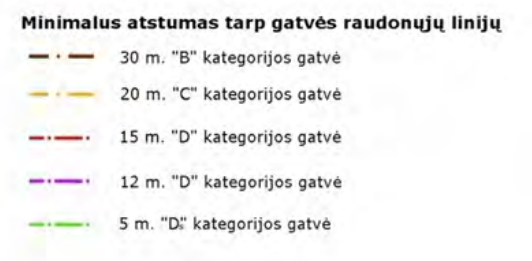 Minimalus atstumas tarp gatvės raudonųjų linijų
30 m. "B" kategorijos gatvė
20 m. "C" kategorijos gatvė
15 m. "D" kategorijos gatvė
12 m. "D" kategorijos gatvė
5 m. "D" kategorijos gatvė